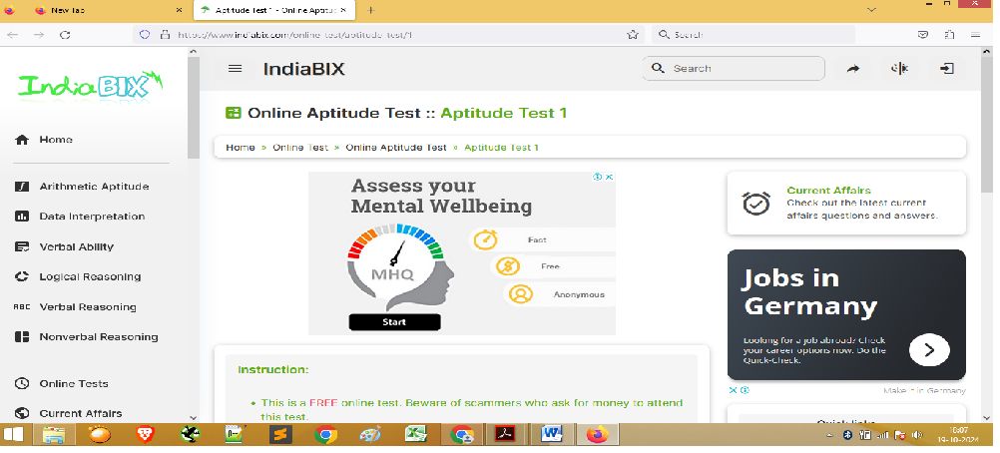 New Tab
Aptitude Test 1 - Online Aptitu
https://www.indiabix.com/online-test/aptitude-test/1
Search
IndiaBIX
Home
Arithmetic Aptitude
Data Interpretation
Verbal Ability
Logical Reasoning
ABC Verbal Reasoning
Nonverbal Reasoning
Online Tests
Current Affairs
IndiaBIX
Search
Online Aptitude Test :: Aptitude Test 1
Home » Online Test » Online Aptitude Test » Aptitude Test 1
Assess your
Mental Wellbeing
MHQ
Start
Fast
Free
Anonymous
Instruction:
• This is a FREE online test. Beware of scammers who ask for money to attend
this test.
Current Affairs
Check out the latest current
affairs questions and answers.
Jobs in
Germany
Looking for a job abroad? Check
your career options now. Do the
Quick-Check.
Make it in Germany
Quick links
18:07
19-10-2024